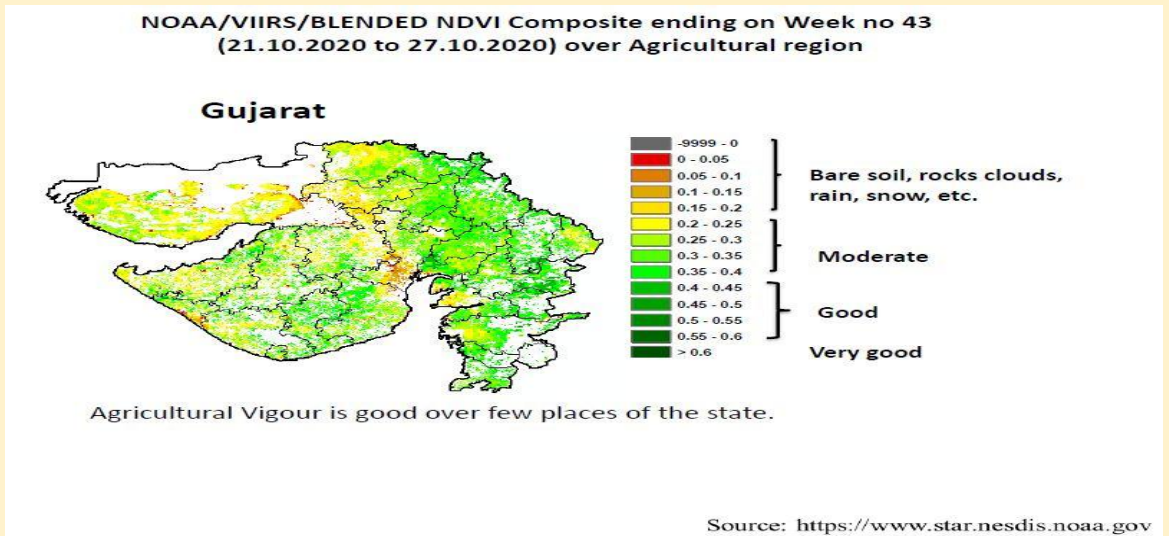 NOAA/VIIRS/BLENDED NDVI Composite ending on Week no 43
(21.10.2020 to 27.10.2020) over Agricultural region
Gujarat
-9999 - 0
0 - 0.05
0.05 - 0.1
0.1 - 0.15
0.15 - 0.2
0.2 - 0.25
0.25 - 0.3
0.3 - 0.35
0.35 - 0.4
0.4 - 0.45
0.45 - 0.5
0.5 - 0.55
0.55 - 0.6
> 0.6
Bare soil, rocks clouds,
rain, snow, etc.
Moderate
Good
Very good
Agricultural Vigour is good over few places of the state.
Source: https://www.star.nesdis.noaa.gov